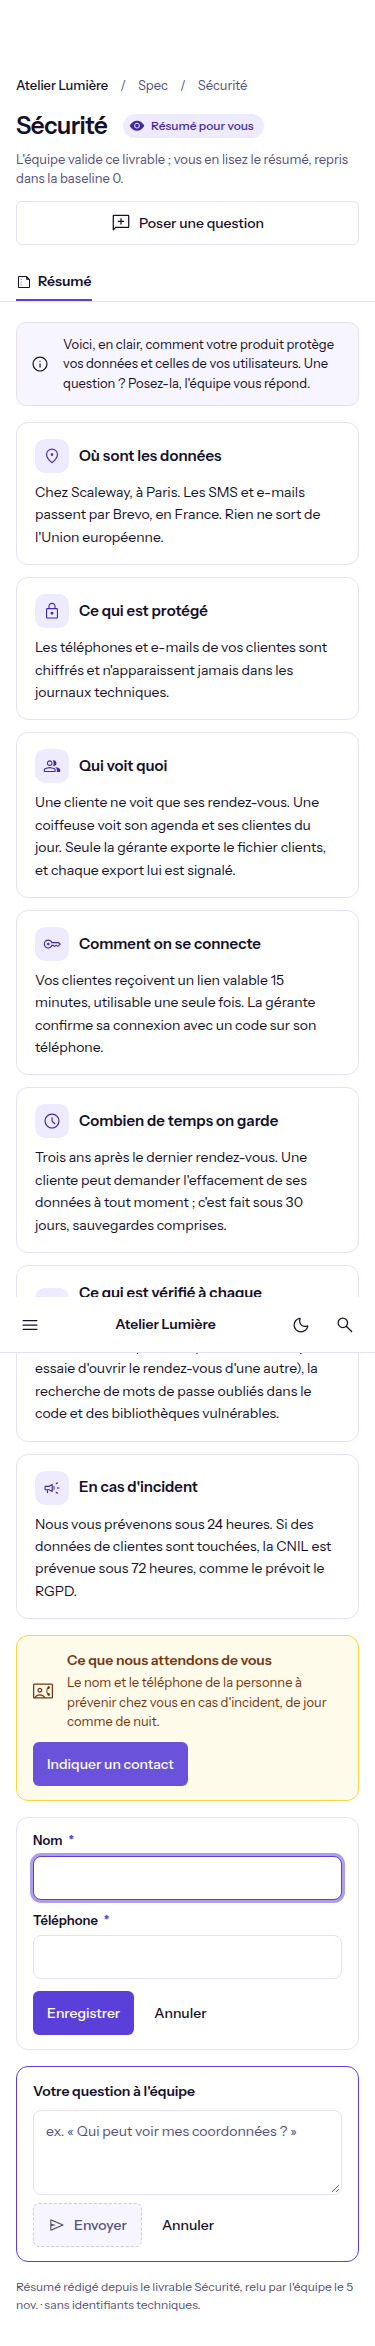 Atelier Lumière / Spec / Sécurité
Sécurité
Résumé pour vous
L'équipe valide ce livrable ; vous en lisez le résumé, repris
dans la baseline 0.
Poser une question
Résumé
Voici, en clair, comment votre produit protège
vos données et celles de vos utilisateurs. Une
question ? Posez-la, l'équipe vous répond.
Où sont les données
Chez Scaleway, à Paris. Les SMS et e-mails
passent par Brevo, en France. Rien ne sort de
l'Union européenne.
Ce qui est protégé
Les téléphones et e-mails de vos clientes sont
chiffrés et n'apparaissent jamais dans les
journaux techniques.
Qui voit quoi
Une cliente ne voit que ses rendez-vous. Une
coiffeuse voit son agenda et ses clientes du
jour. Seule la gérante exporte le fichier clients,
et chaque export lui est signalé.
Comment on se connecte
Vos clientes reçoivent un lien valable 15
minutes, utilisable une seule fois. La gérante
confirme sa connexion avec un code sur son
téléphone.
Combien de temps on garde
Trois ans après le dernier rendez-vous. Une
cliente peut demander l'effacement de ses
données à tout moment ; c'est fait sous 30
jours, sauvegardes comprises.
Ce qui est vérifié à chaque
Atelier Lumière
essaie d'ouvrir le rendez-vous d'une autre), la
recherche de mots de passe oubliés dans le
code et des bibliothèques vulnérables.
En cas d'incident
Nous vous prévenons sous 24 heures. Si des
données de clientes sont touchées, la CNIL est
prévenue sous 72 heures, comme le prévoit le
RGPD.
Ce que nous attendons de vous
Le nom et le téléphone de la personne à
prévenir chez vous en cas d'incident, de jour
comme de nuit.
Indiquer un contact
Nom *
Téléphone *
Enregistrer Annuler
Votre question à l'équipe
ex. « Qui peut voir mes coordonnées ? »
Envoyer Annuler
Résumé rédigé depuis le livrable Sécurité, relu par l'équipe le 5
nov. · sans identifiants techniques.